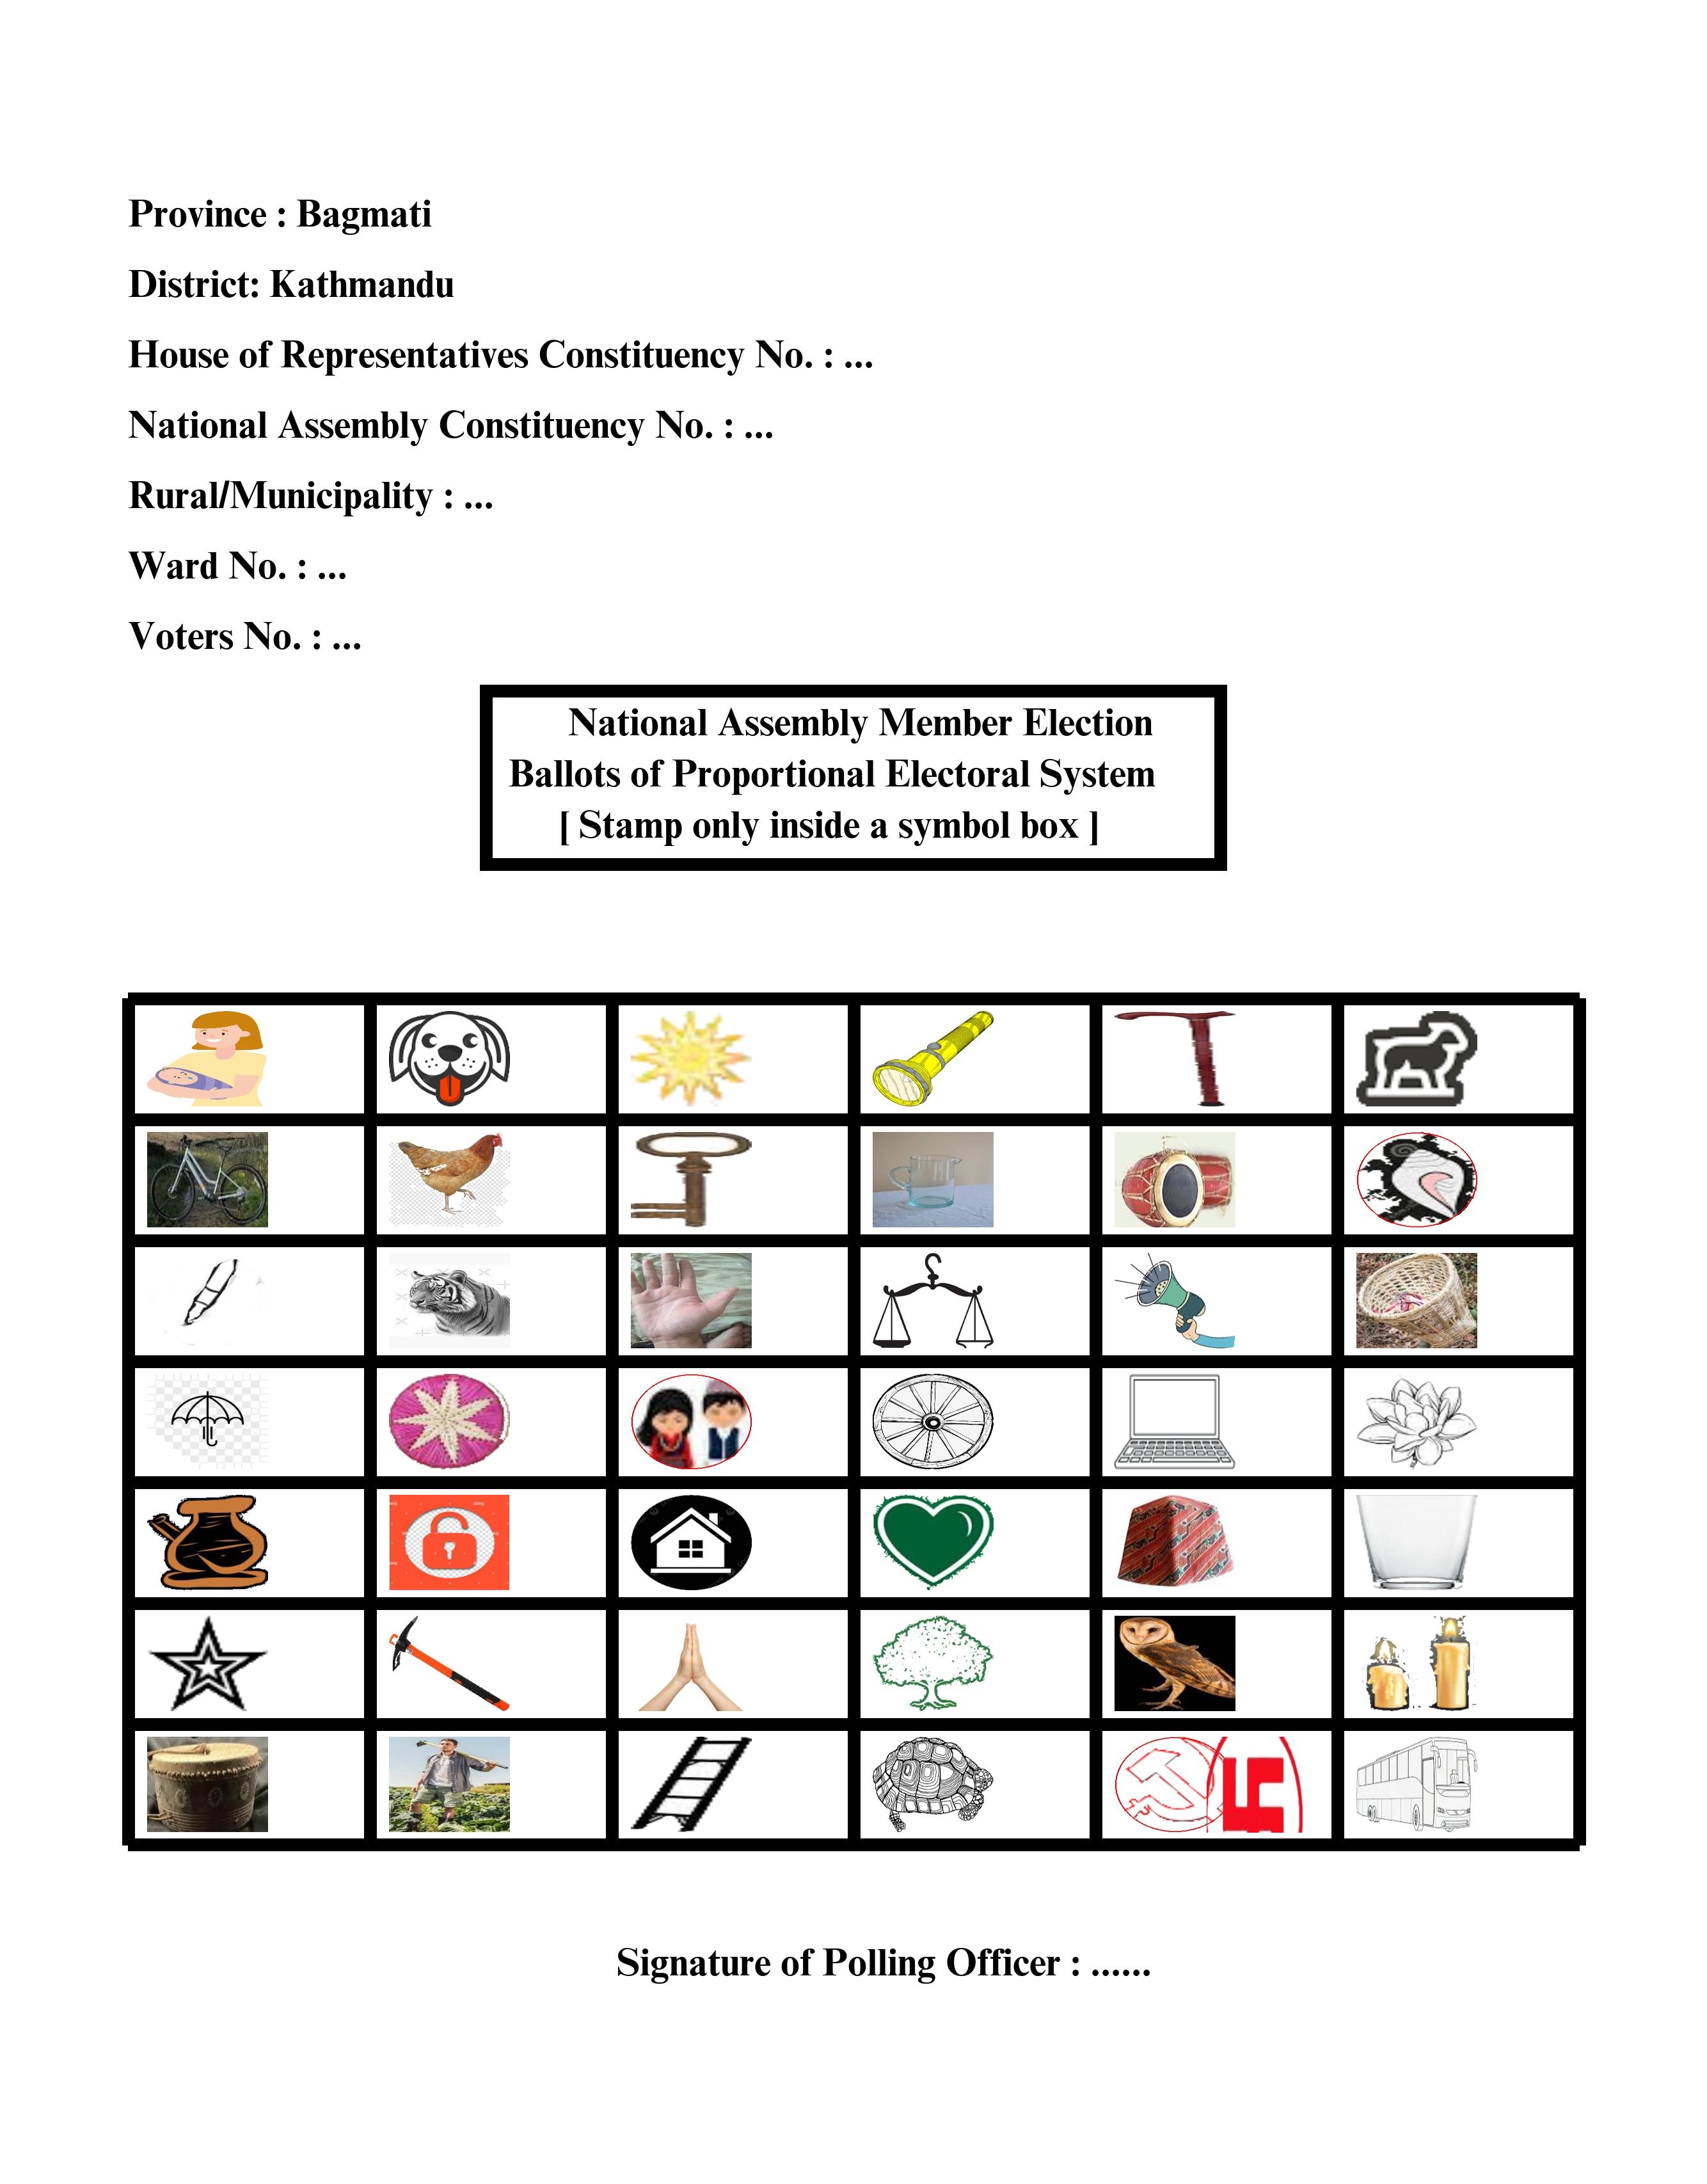 Province : Bagmati
District: Kathmandu
House of Representatives Constituency No. : ...
National Assembly Constituency No. : ...
Rural/Municipality : ...
Ward No. : ...
Voters No. : ...
National Assembly Member Election
Ballots of Proportional Electoral System
[ Stamp only inside a symbol box ]
Signature of Polling Officer : ......